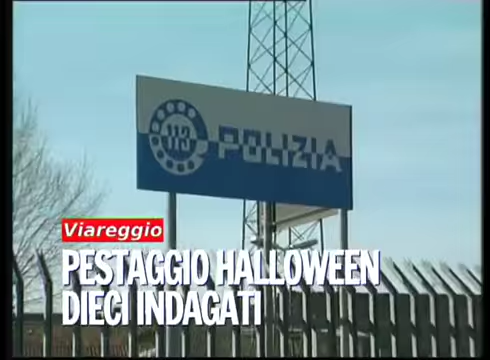 113 POLIZIA
Viareggio
PESTAGGIO HALLOWEEN
DIECI INDAGATI